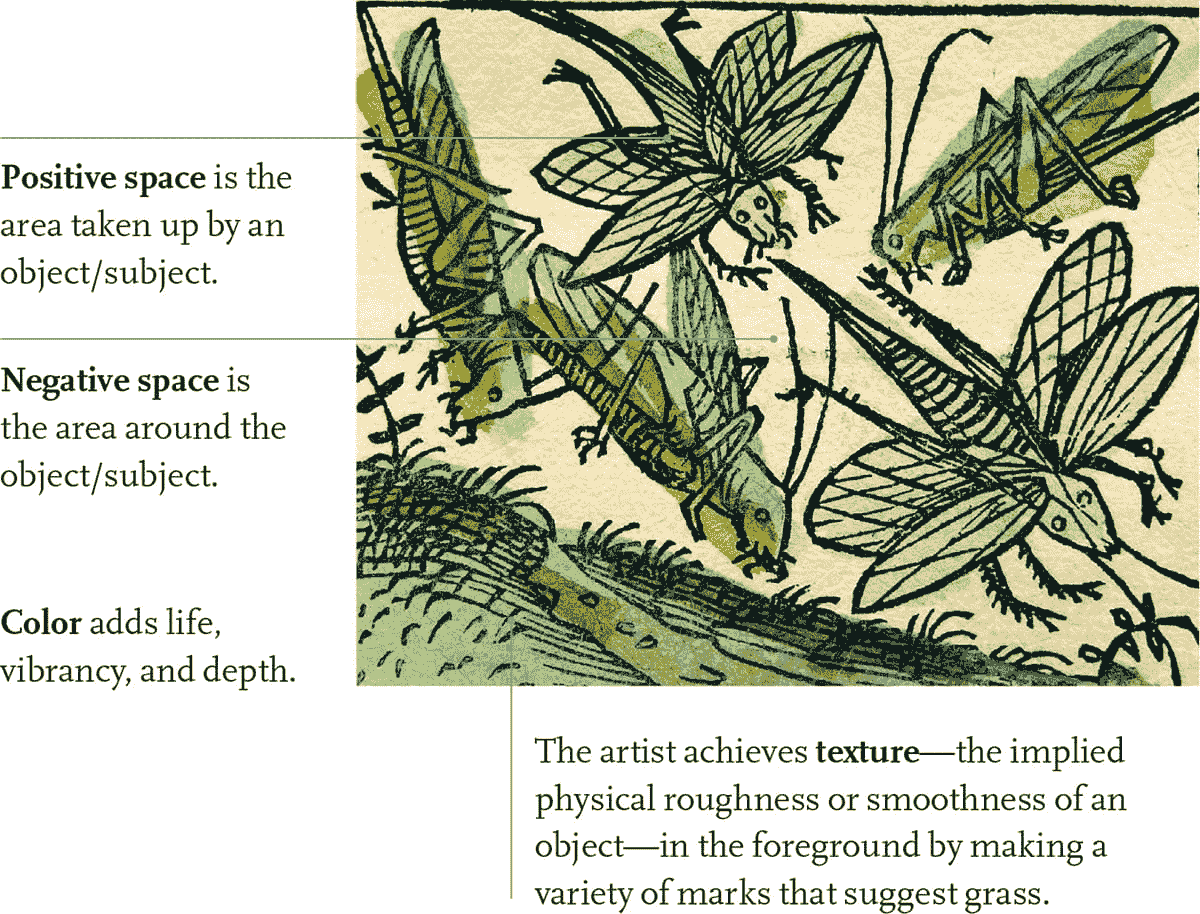 Positive space is the
area taken up by an
object/subject.
Negative space is
the area around the
object/subject.
Color adds life,
vibrancy, and depth.
The artist achieves texture—the implied
physical roughness or smoothness of an
object—in the foreground by making a
variety of marks that suggest grass.